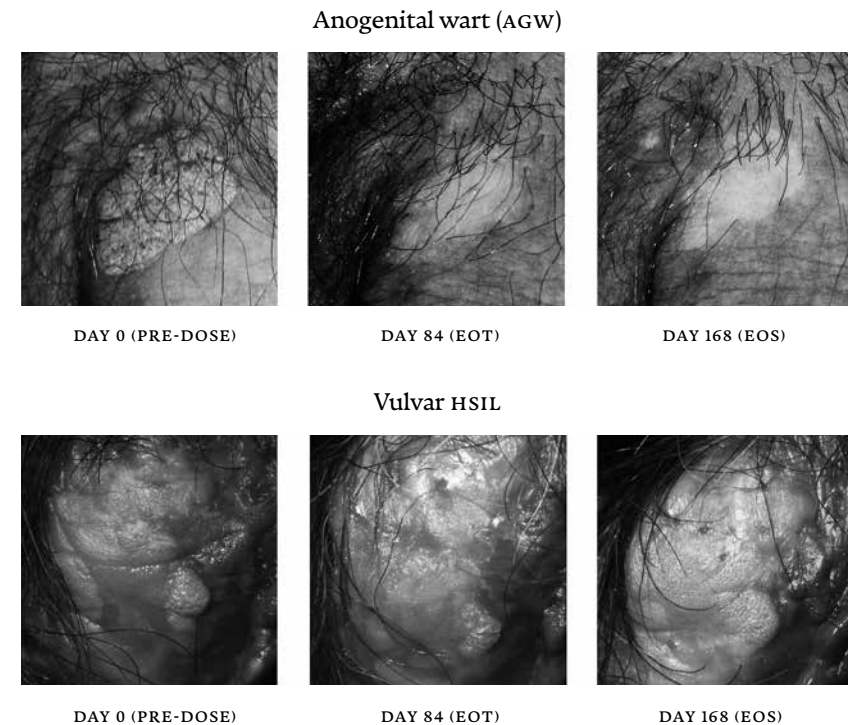 Anogenital wart (AGW)
DAY 0 (PRE-DOSE) DAY 84 (EOT) DAY 168 (EOS)
Vulvar HSIL
DAY 0 (PRE-DOSE) DAY 84 (EOT) DAY 168 (EOS)